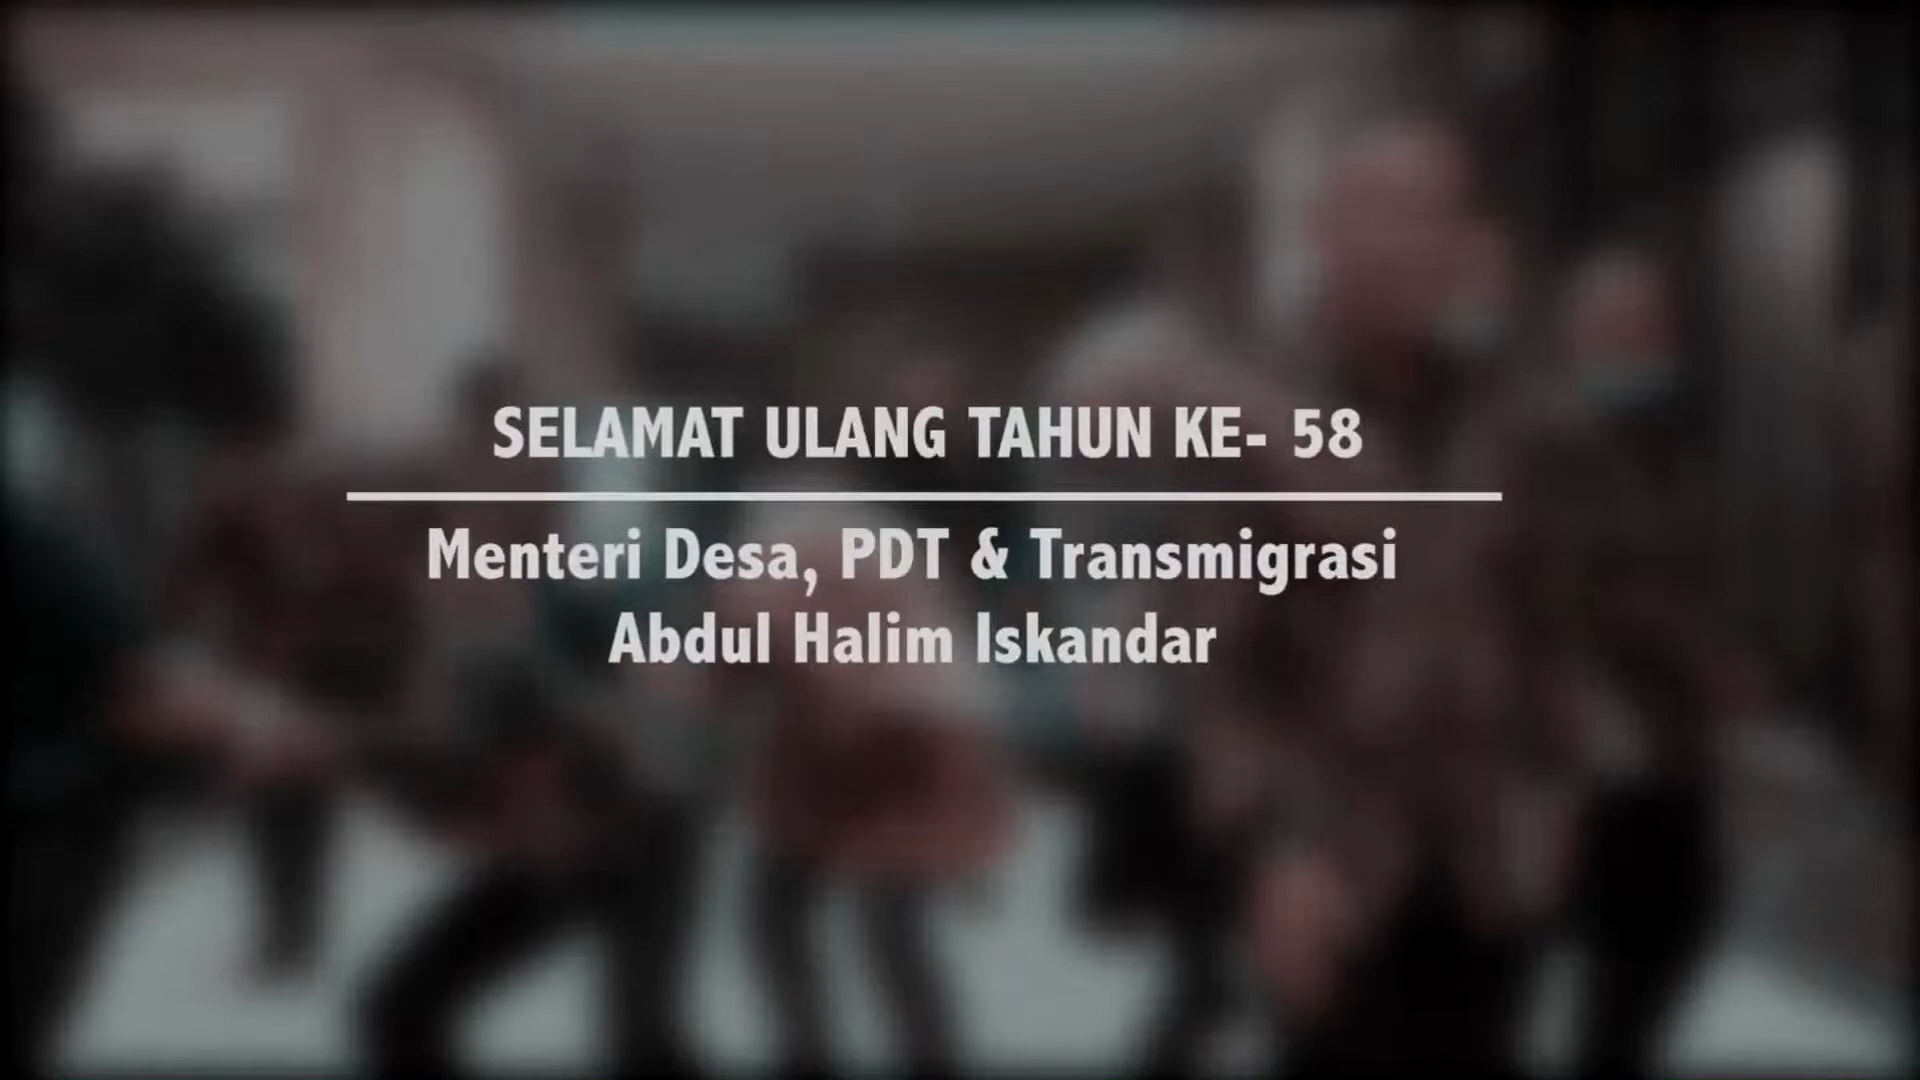 SELAMAT ULANG TAHUN KE- 58
Menteri Desa, PDT & Transmigrasi
Abdul Halim Iskandar